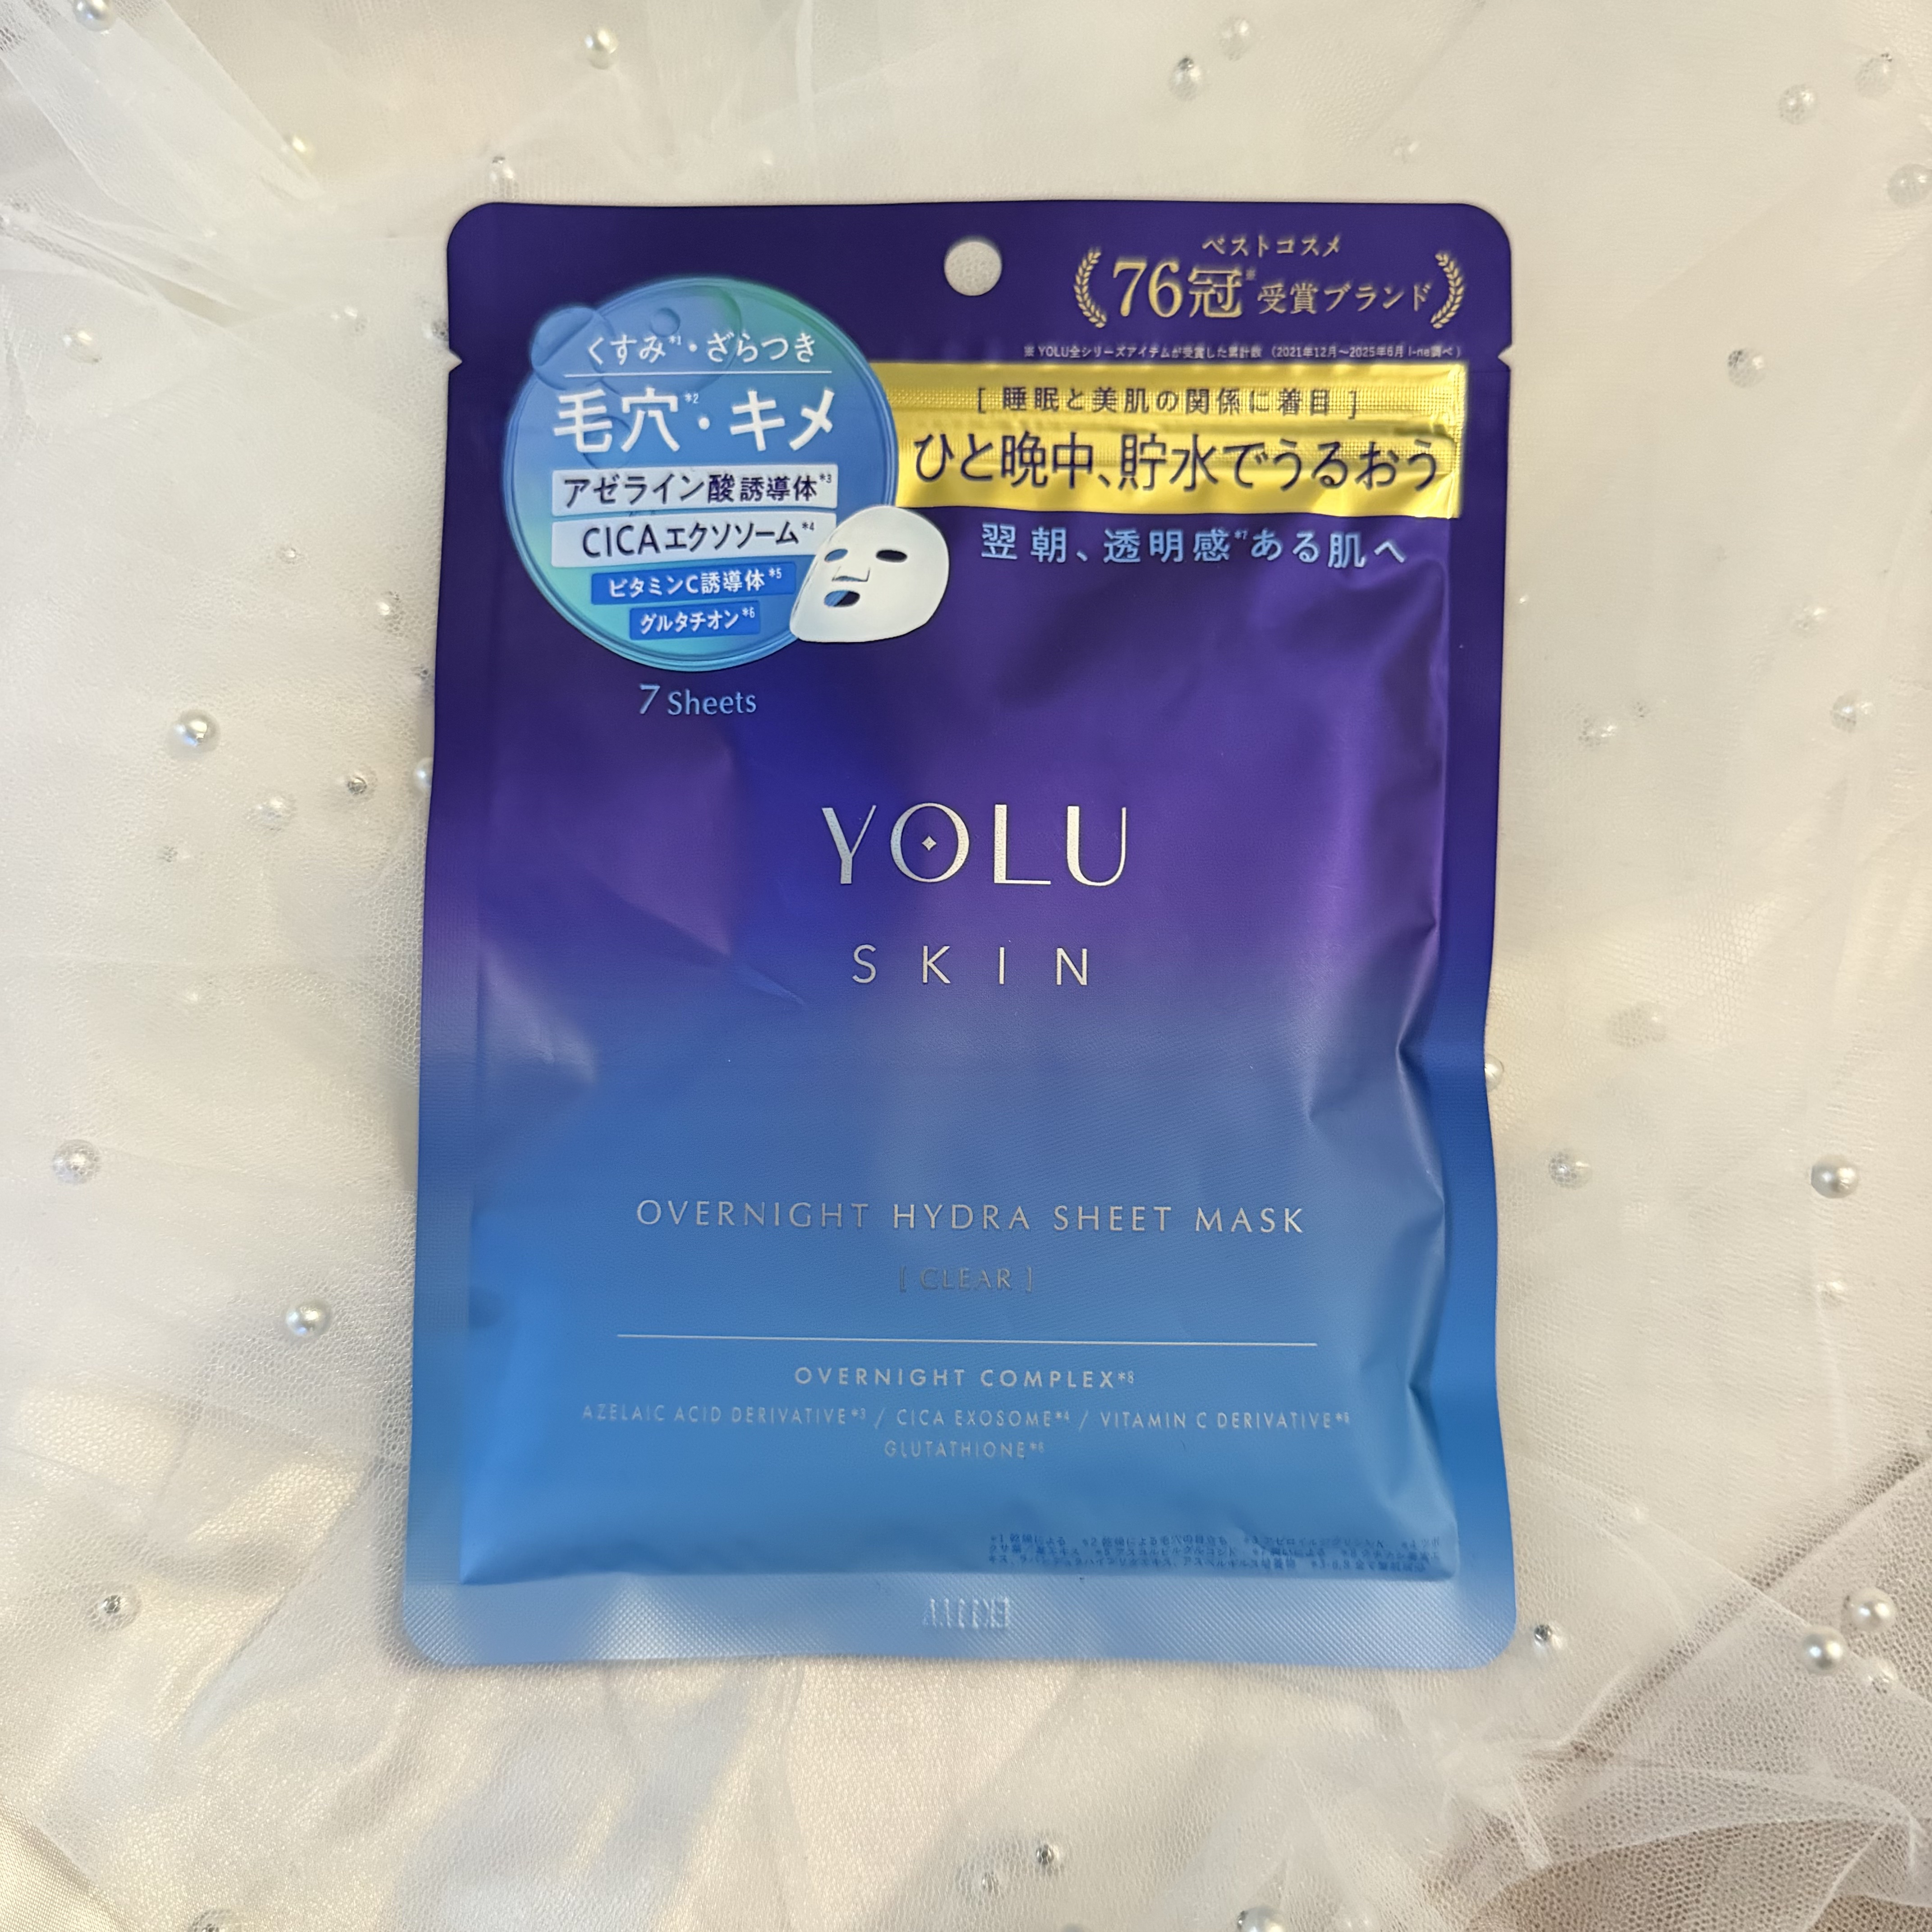 ベストコスメ
76冠※受賞ブランド
※YOLU全シリーズアイテムが受賞した累計数 (2021年12月〜2025年6月 I-ne調べ)
くすみ*1・ざらつき
毛穴*2・キメ
アゼライン酸誘導体*3
CICAエクソソーム*4
ビタミンC誘導体*5
グルタチオン*6
[ 睡眠と美肌の関係に着目 ]
ひと晩中、貯水でうるおう
翌朝、透明感*7ある肌へ
7 Sheets
YOLU
SKIN
OVERNIGHT HYDRA SHEET MASK
[ CLEAR ]
OVERNIGHT COMPLEX*8
AZELAIC ACID DERIVATIVE*3 / CICA EXOSOME*4 / VITAMIN C DERIVATIVE*5
GLUTATHIONE*6